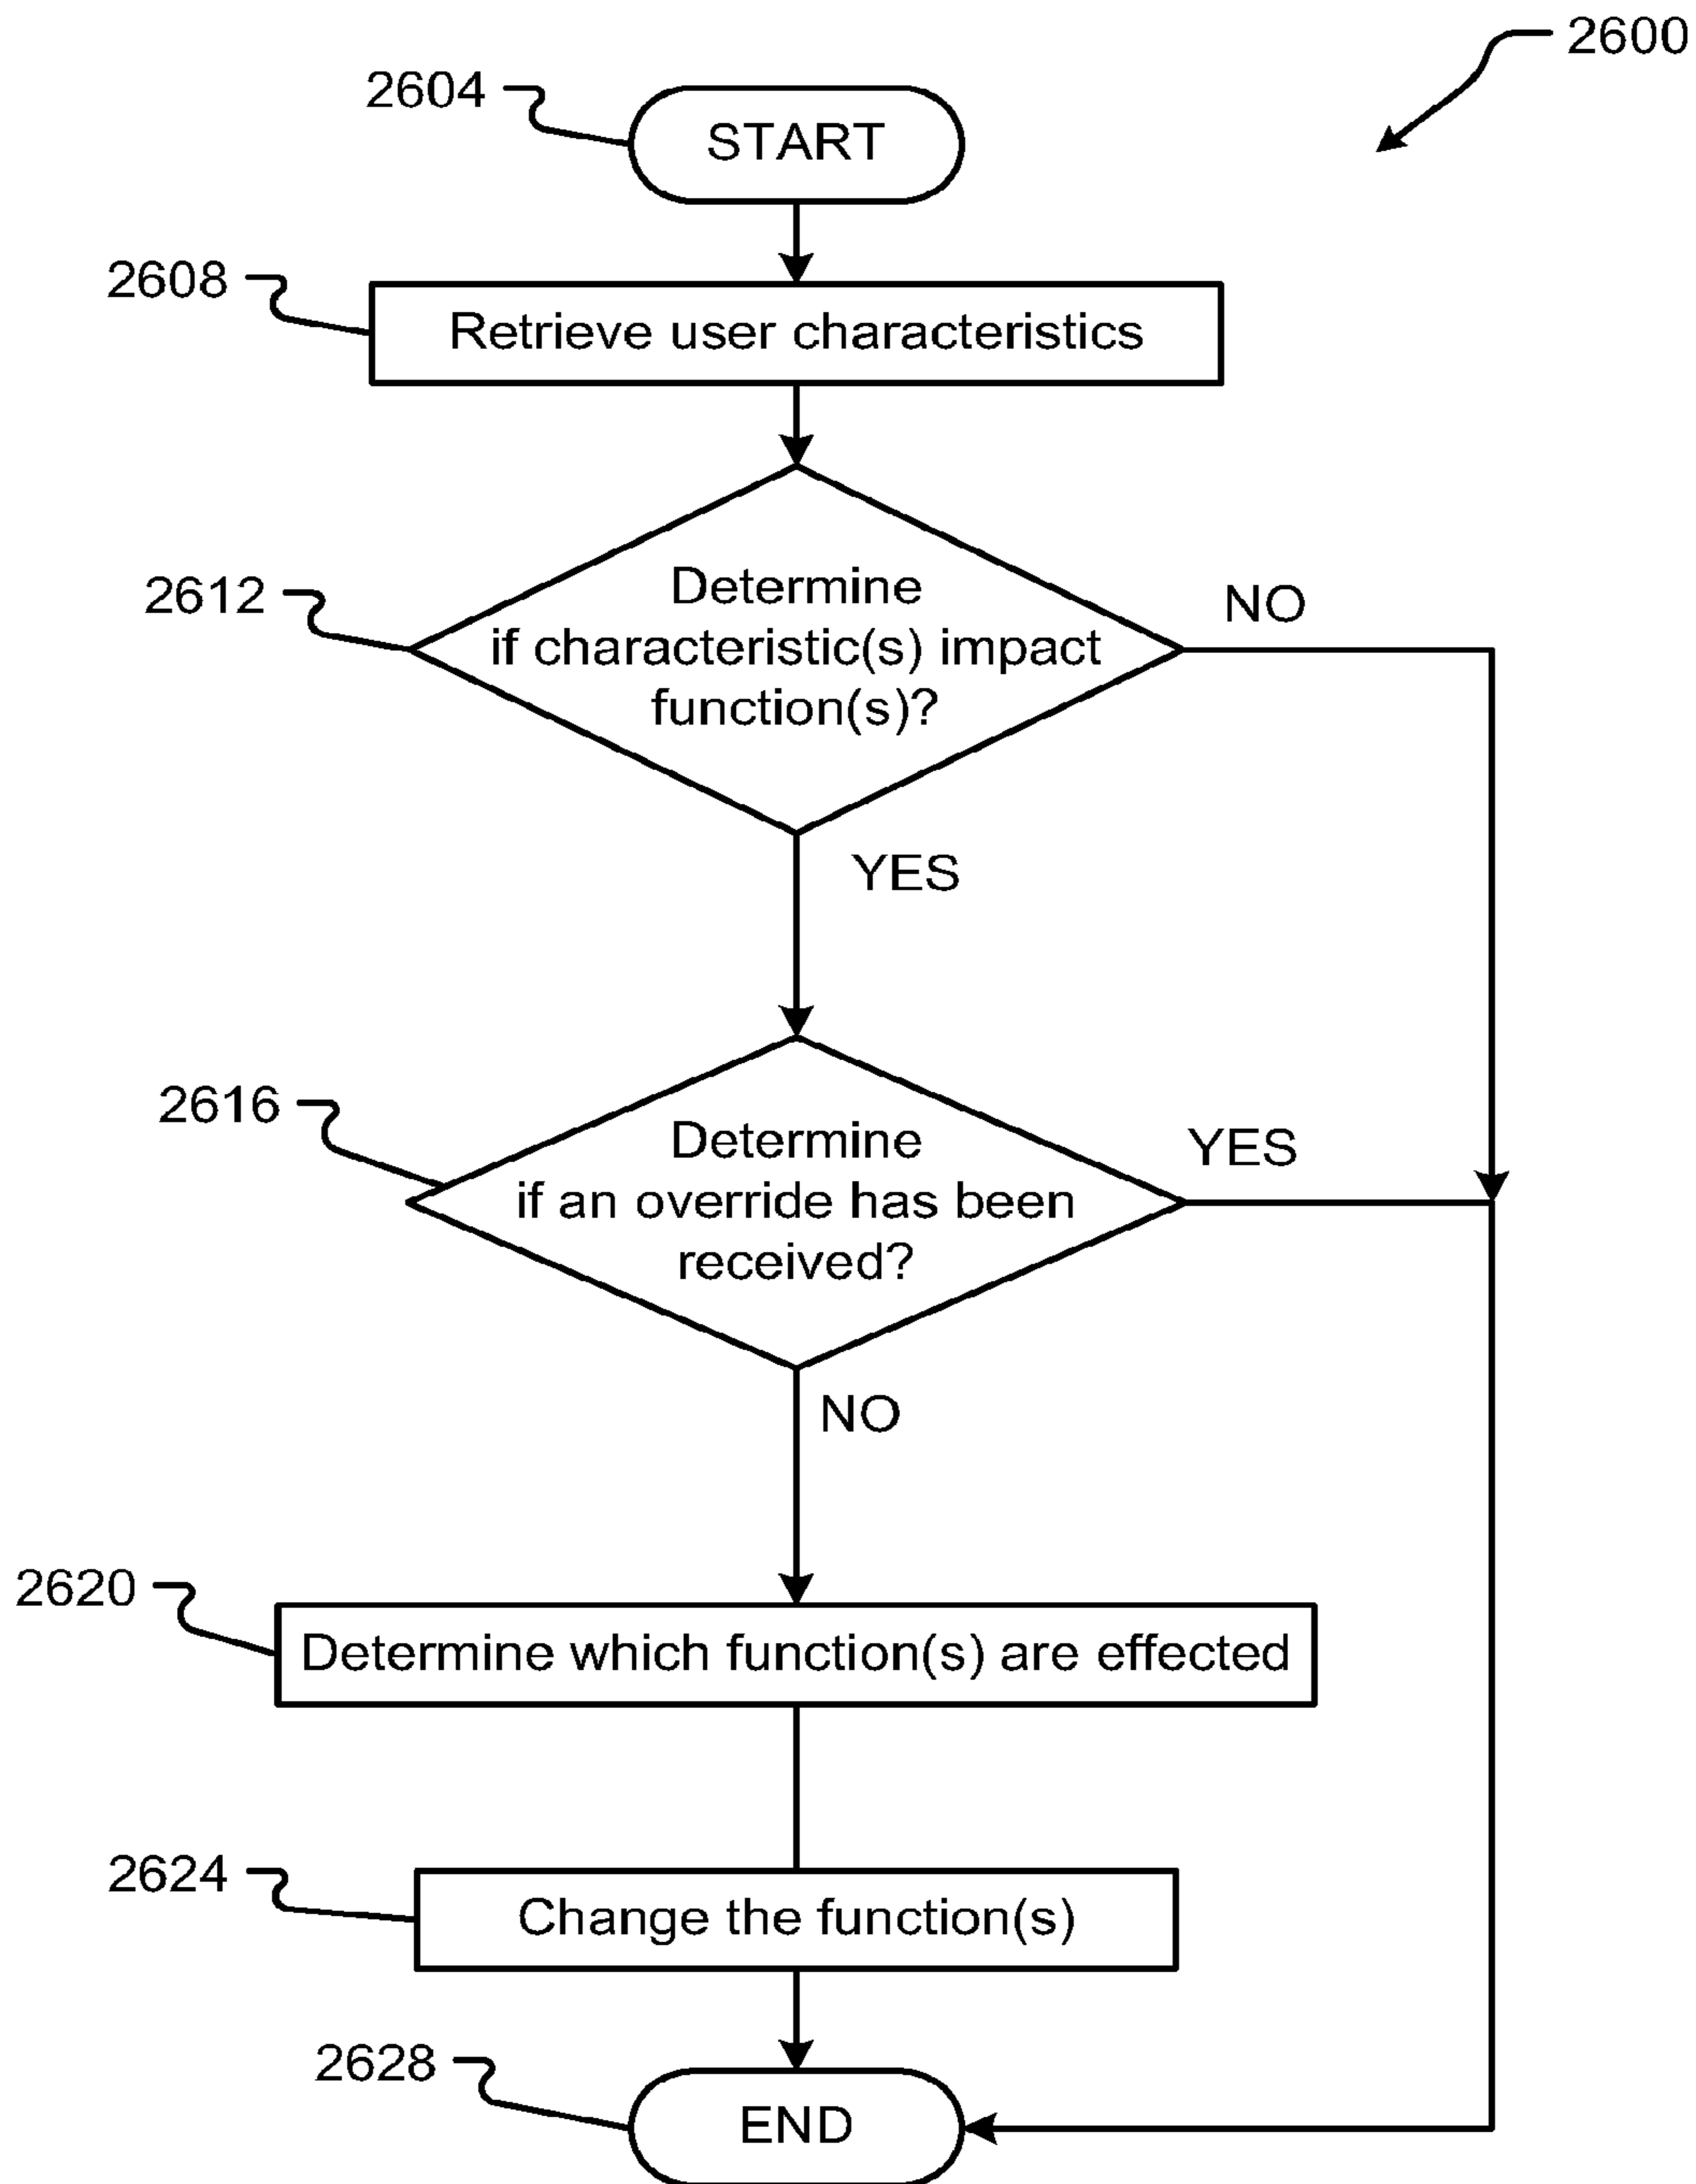 2600
2604
START
2608
Retrieve user characteristics
2612
Determine
if characteristic(s) impact
function(s)?
NO
YES
2616
Determine
if an override has been
received?
YES
NO
2620
Determine which function(s) are effected
2624
Change the function(s)
2628
END